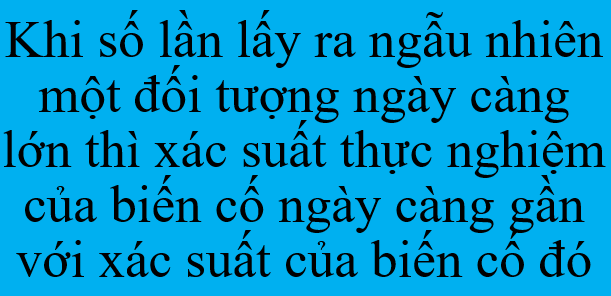 Khi số lần lấy ra ngẫu nhiên
một đối tượng ngày càng
lớn thì xác suất thực nghiệm
của biến cố ngày càng gần
với xác suất của biến cố đó